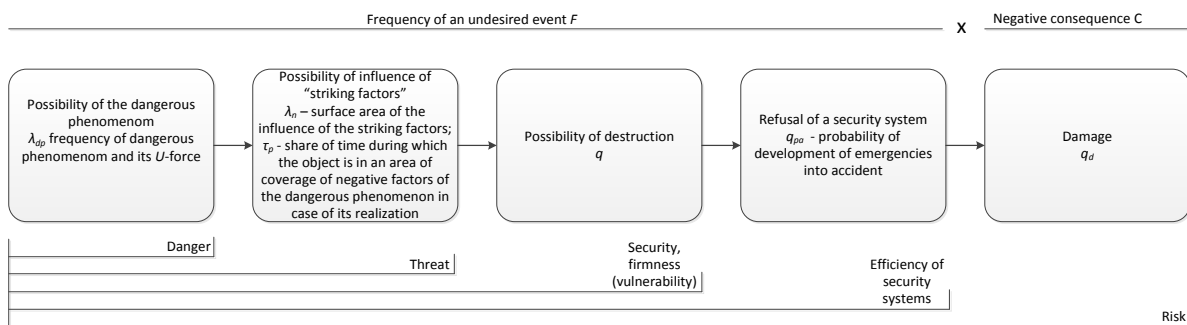 Frequency of an undesired event F
x
Negative consequence C
Possibility of the dangerous
phenomenom
λdp frequency of dangerous
phenomenom and its U-force
Possibility of influence of
“striking factors”
λn – surface area of the
influence of the striking factors;
τp - share of time during which
the object is in an area of
coverage of negative factors of
the dangerous phenomenon in
case of its realization
Possibility of destruction
q
Refusal of a security system
qpa - probability of
development of emergencies
into accident
Damage
qd
Danger
Threat
Security,
firmness
(vulnerability)
Efficiency of
security
systems
Risk